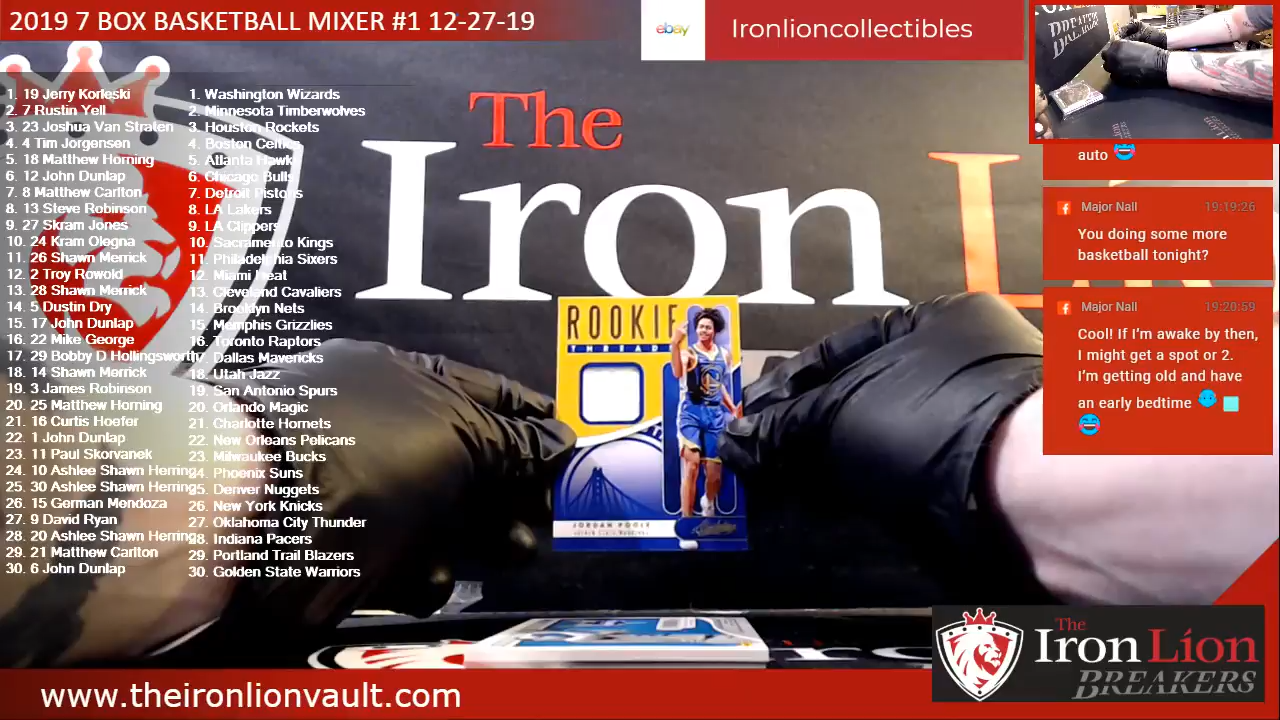 2019 7 BOX BASKETBALL MIXER #1 12-27-19
ebay
Ironlioncollectibles
The
Iron
1. 19 Jerry Korleski
2. 7 Rustin Yell
3. 23 Joshua Van Straten
4. 4 Tim Jorgensen
5. 18 Matthew Horning
6. 12 John Dunlap
7. 8 Matthew Carlton
8. 13 Steve Robinson
9. 27 Skram Jones
10. 24 Kram Olegna
11. 26 Shawn Merrick
12. 2 Troy Rowold
13. 28 Shawn Merrick
14. 5 Dustin Dry
15. 17 John Dunlap
16. 22 Mike George
17. 29 Bobby D Hollingsworth
18. 14 Shawn Merrick
19. 3 James Robinson
20. 25 Matthew Horning
21. 16 Curtis Hoefer
22. 1 John Dunlap
23. 11 Paul Skorvanek
24. 10 Ashlee Shawn Herring
25. 30 Ashlee Shawn Herring
26. 15 German Mendoza
27. 9 David Ryan
28. 20 Ashlee Shawn Herring
29. 21 Matthew Carlton
30. 6 John Dunlap
1. Washington Wizards
2. Minnesota Timberwolves
3. Houston Rockets
4. Boston Celtics
5. Atlanta Hawk
6. Chicago Bulls
7. Detroit Pistons
8. LA Lakers
9. LA Clippers
10. Sacramento Kings
11. Philadelphia Sixers
12. Miami Heat
13. Cleveland Cavaliers
14. Brooklyn Nets
15. Memphis Grizzlies
16. Toronto Raptors
17. Dallas Mavericks
18. Utah Jazz
19. San Antonio Spurs
20. Orlando Magic
21. Charlotte Hornets
22. New Orleans Pelicans
23. Milwaukee Bucks
24. Phoenix Suns
25. Denver Nuggets
26. New York Knicks
27. Oklahoma City Thunder
28. Indiana Pacers
29. Portland Trail Blazers
30. Golden State Warriors
ROOKIE
THREADS
JORDAN POOLE
BREAKERS
auto
Major Nall 19:19:26
You doing some more
basketball tonight?
Major Nall 19:20:59
Cool! If I'm awake by then,
I might get a spot or 2.
I'm getting old and have
an early bedtime
The
Iron Lion
BREAKERS
www.theironlionvault.com